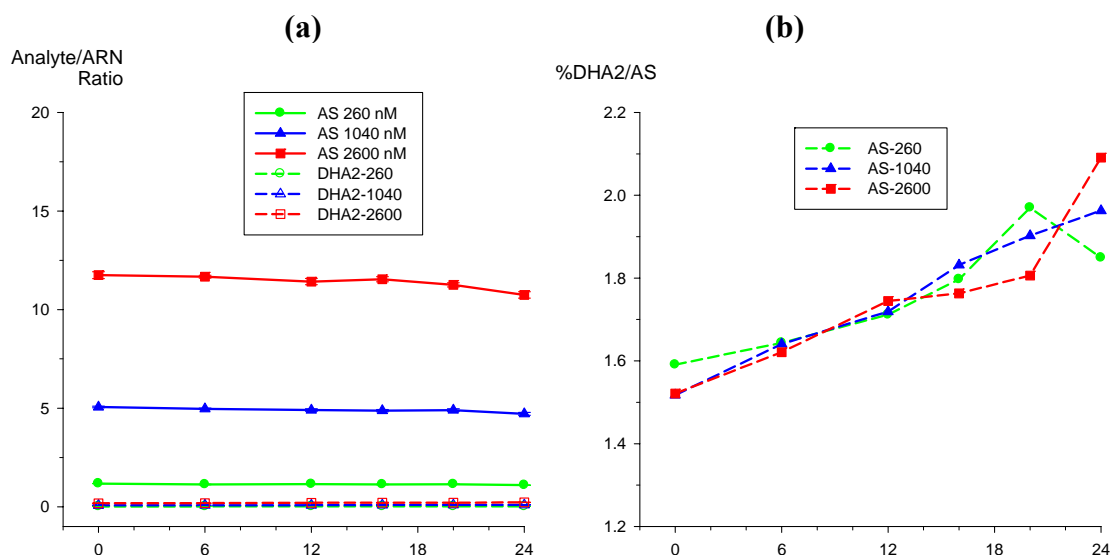 (a)
Analyte/ARN
Ratio
20
15
10
5
0
AS 260 nM
AS 1040 nM
AS 2600 nM
DHA2-260
DHA2-1040
DHA2-2600
0 6 12 18 24
(b)
%DHA2/AS
2.2
2.0
1.8
1.6
1.4
1.2
AS-260
AS-1040
AS-2600
0 6 12 18 24